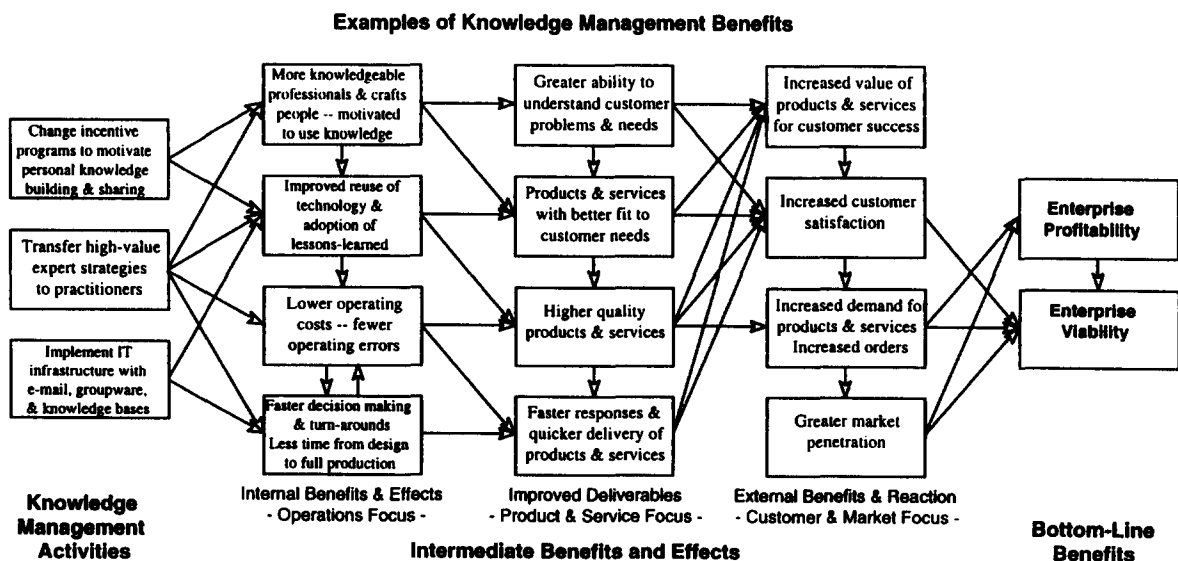 Examples of Knowledge Management Benefits
Change incentive
programs to motivate
personal knowledge
building & sharing
Transfer high-value
expert strategies
to practitioners
Implement IT
infrastructure with
e-mail, groupware,
& knowledge bases
Knowledge
Management
Activities
More knowledgeable
professionals & crafts
people -- motivated
to use knowledge
Improved reuse of
technology &
adoption of
lessons-learned
Lower operating
costs -- fewer
operating errors
Faster decision making
& turn-arounds
Less time from design
to full production
Internal Benefits & Effects
- Operations Focus -
Greater ability to
understand customer
problems & needs
Products & services
with better fit to
customer needs
Higher quality
products & services
Faster responses &
quicker delivery of
products & services
Improved Deliverables
- Product & Service Focus -
Increased value of
products & services
for customer success
Increased customer
satisfaction
Increased demand for
products & services
Increased orders
Greater market
penetration
External Benefits & Reaction
- Customer & Market Focus -
Intermediate Benefits and Effects
Enterprise
Profitability
Enterprise
Viability
Bottom-Line
Benefits